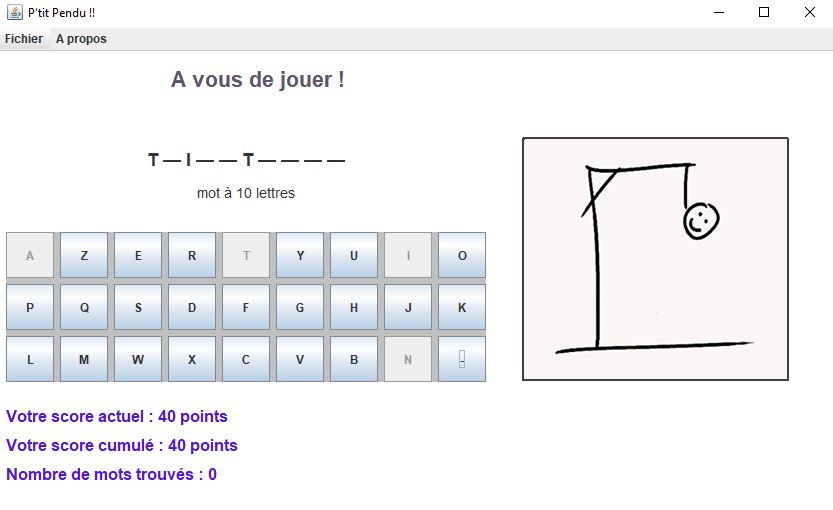 P'tit Pendu !!
Fichier A propos
A vous de jouer !
T — I — — T — — — —
mot à 10 lettres
A Z E R T Y U I O
P Q S D F G H J K
L M W X C V B N -
Votre score actuel : 40 points
Votre score cumulé : 40 points
Nombre de mots trouvés : 0